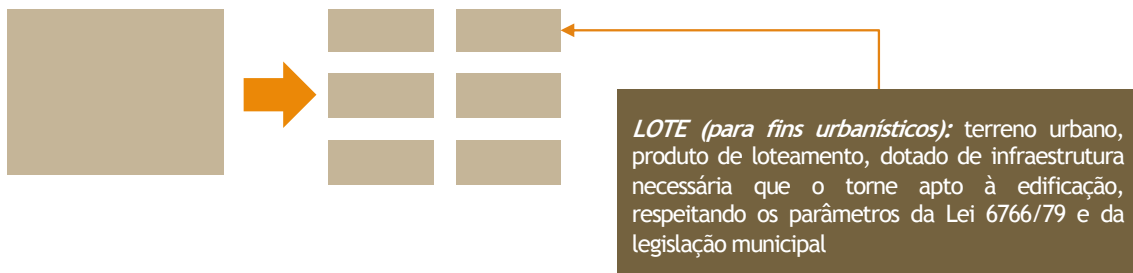 LOTE (para fins urbanísticos): terreno urbano,
produto de loteamento, dotado de infraestrutura
necessária que o torne apto à edificação,
respeitando os parâmetros da Lei 6766/79 e da
legislação municipal